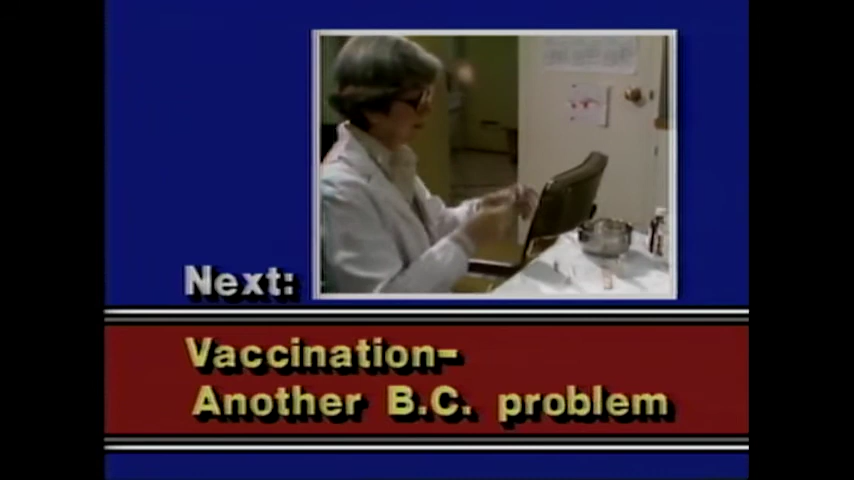 Next:
Vaccination-
Another B.C. problem